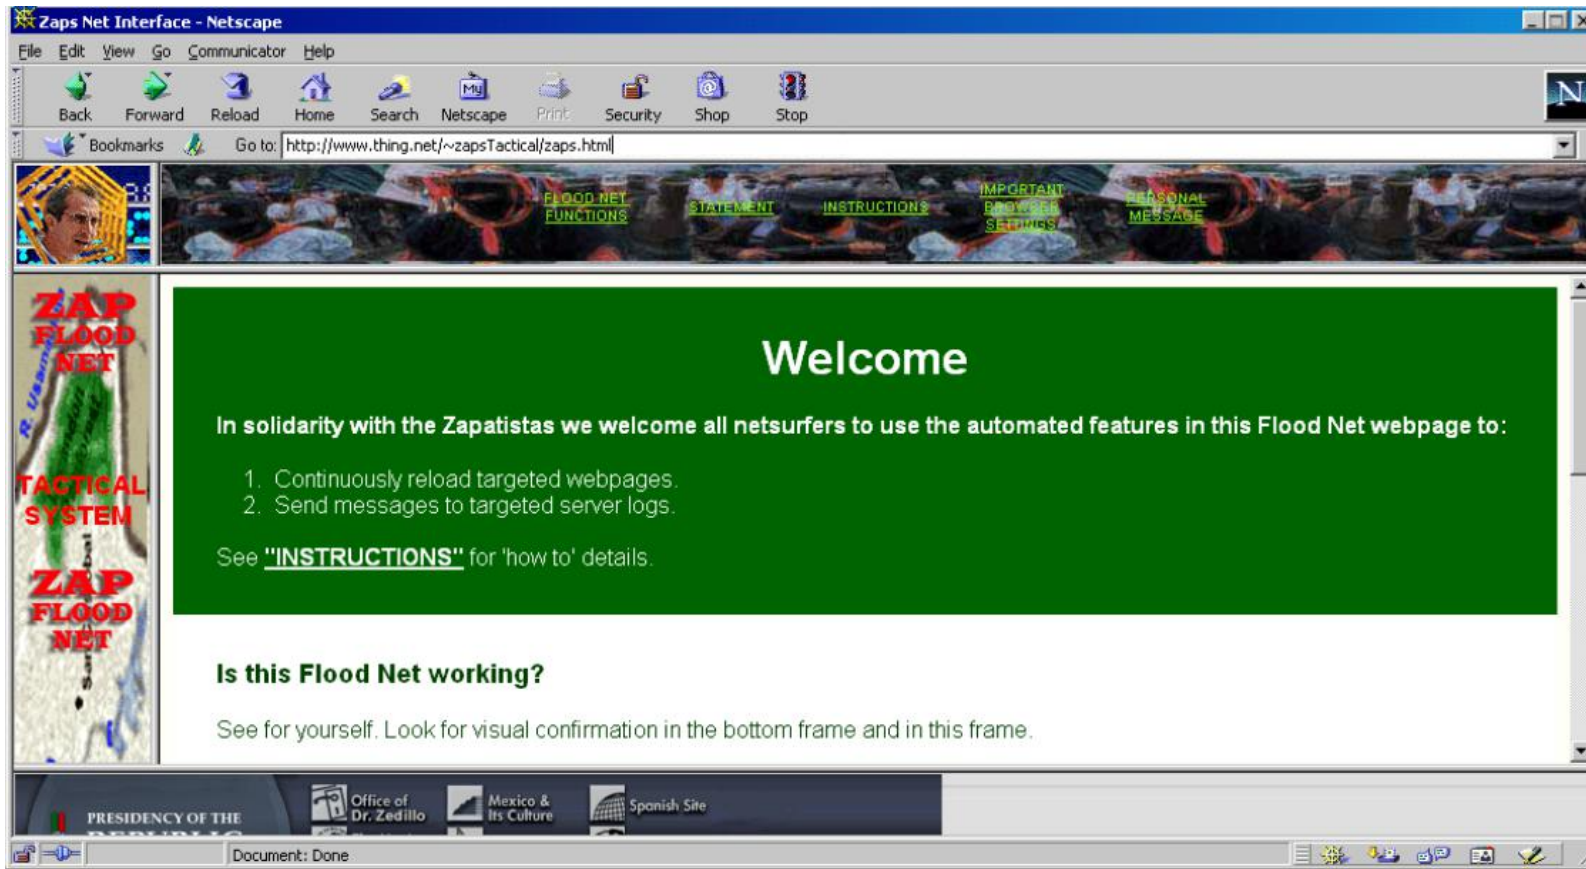 Zaps Net Interface - Netscape
File Edit View Go Communicator Help
Back Forward Reload Home Search Netscape Print Security Shop Stop
My
N
Bookmarks Go to: http://www.thing.net/~zapsTactical/zaps.html
FLOOD NET
FUNCTIONS
STATEMENT
INSTRUCTIONS
IMPORTANT
BROWSER
SETTINGS
PERSONAL
MESSAGE
ZAP
FLOOD
NET
TACTICAL
SYSTEM
ZAP
FLOOD
NET
Welcome
In solidarity with the Zapatistas we welcome all netsurfers to use the automated features in this Flood Net webpage to:
1. Continuously reload targeted webpages.
2. Send messages to targeted server logs.
See "INSTRUCTIONS" for 'how to' details.
Is this Flood Net working?
See for yourself. Look for visual confirmation in the bottom frame and in this frame.
PRESIDENCY OF THE
REPUBLIC
Office of
Dr. Zedillo
Mexico &
Its Culture
Spanish Site
Document: Done